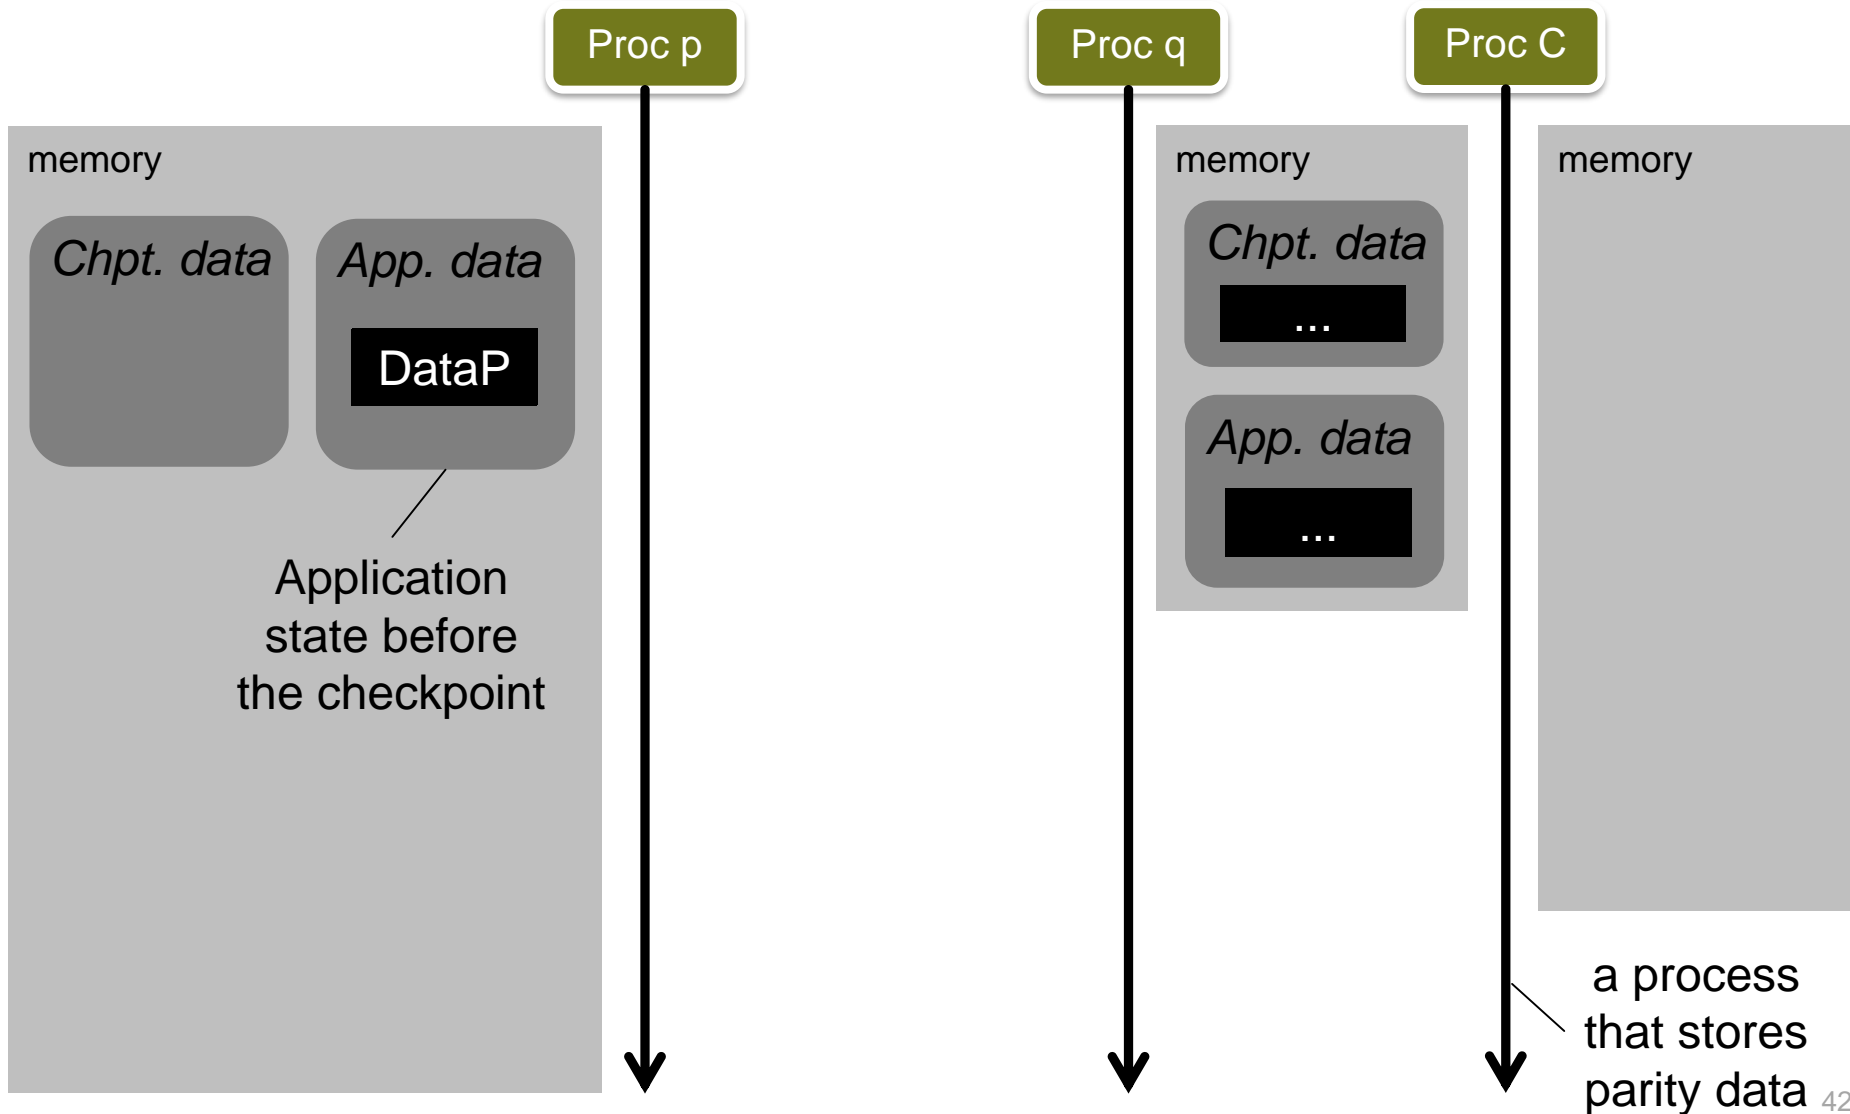 Proc p
Proc q
Proc C
memory
Chpt. data
App. data
DataP
Application
state before
the checkpoint
memory
Chpt. data
...
App. data
...
memory
a process
that stores
parity data
42